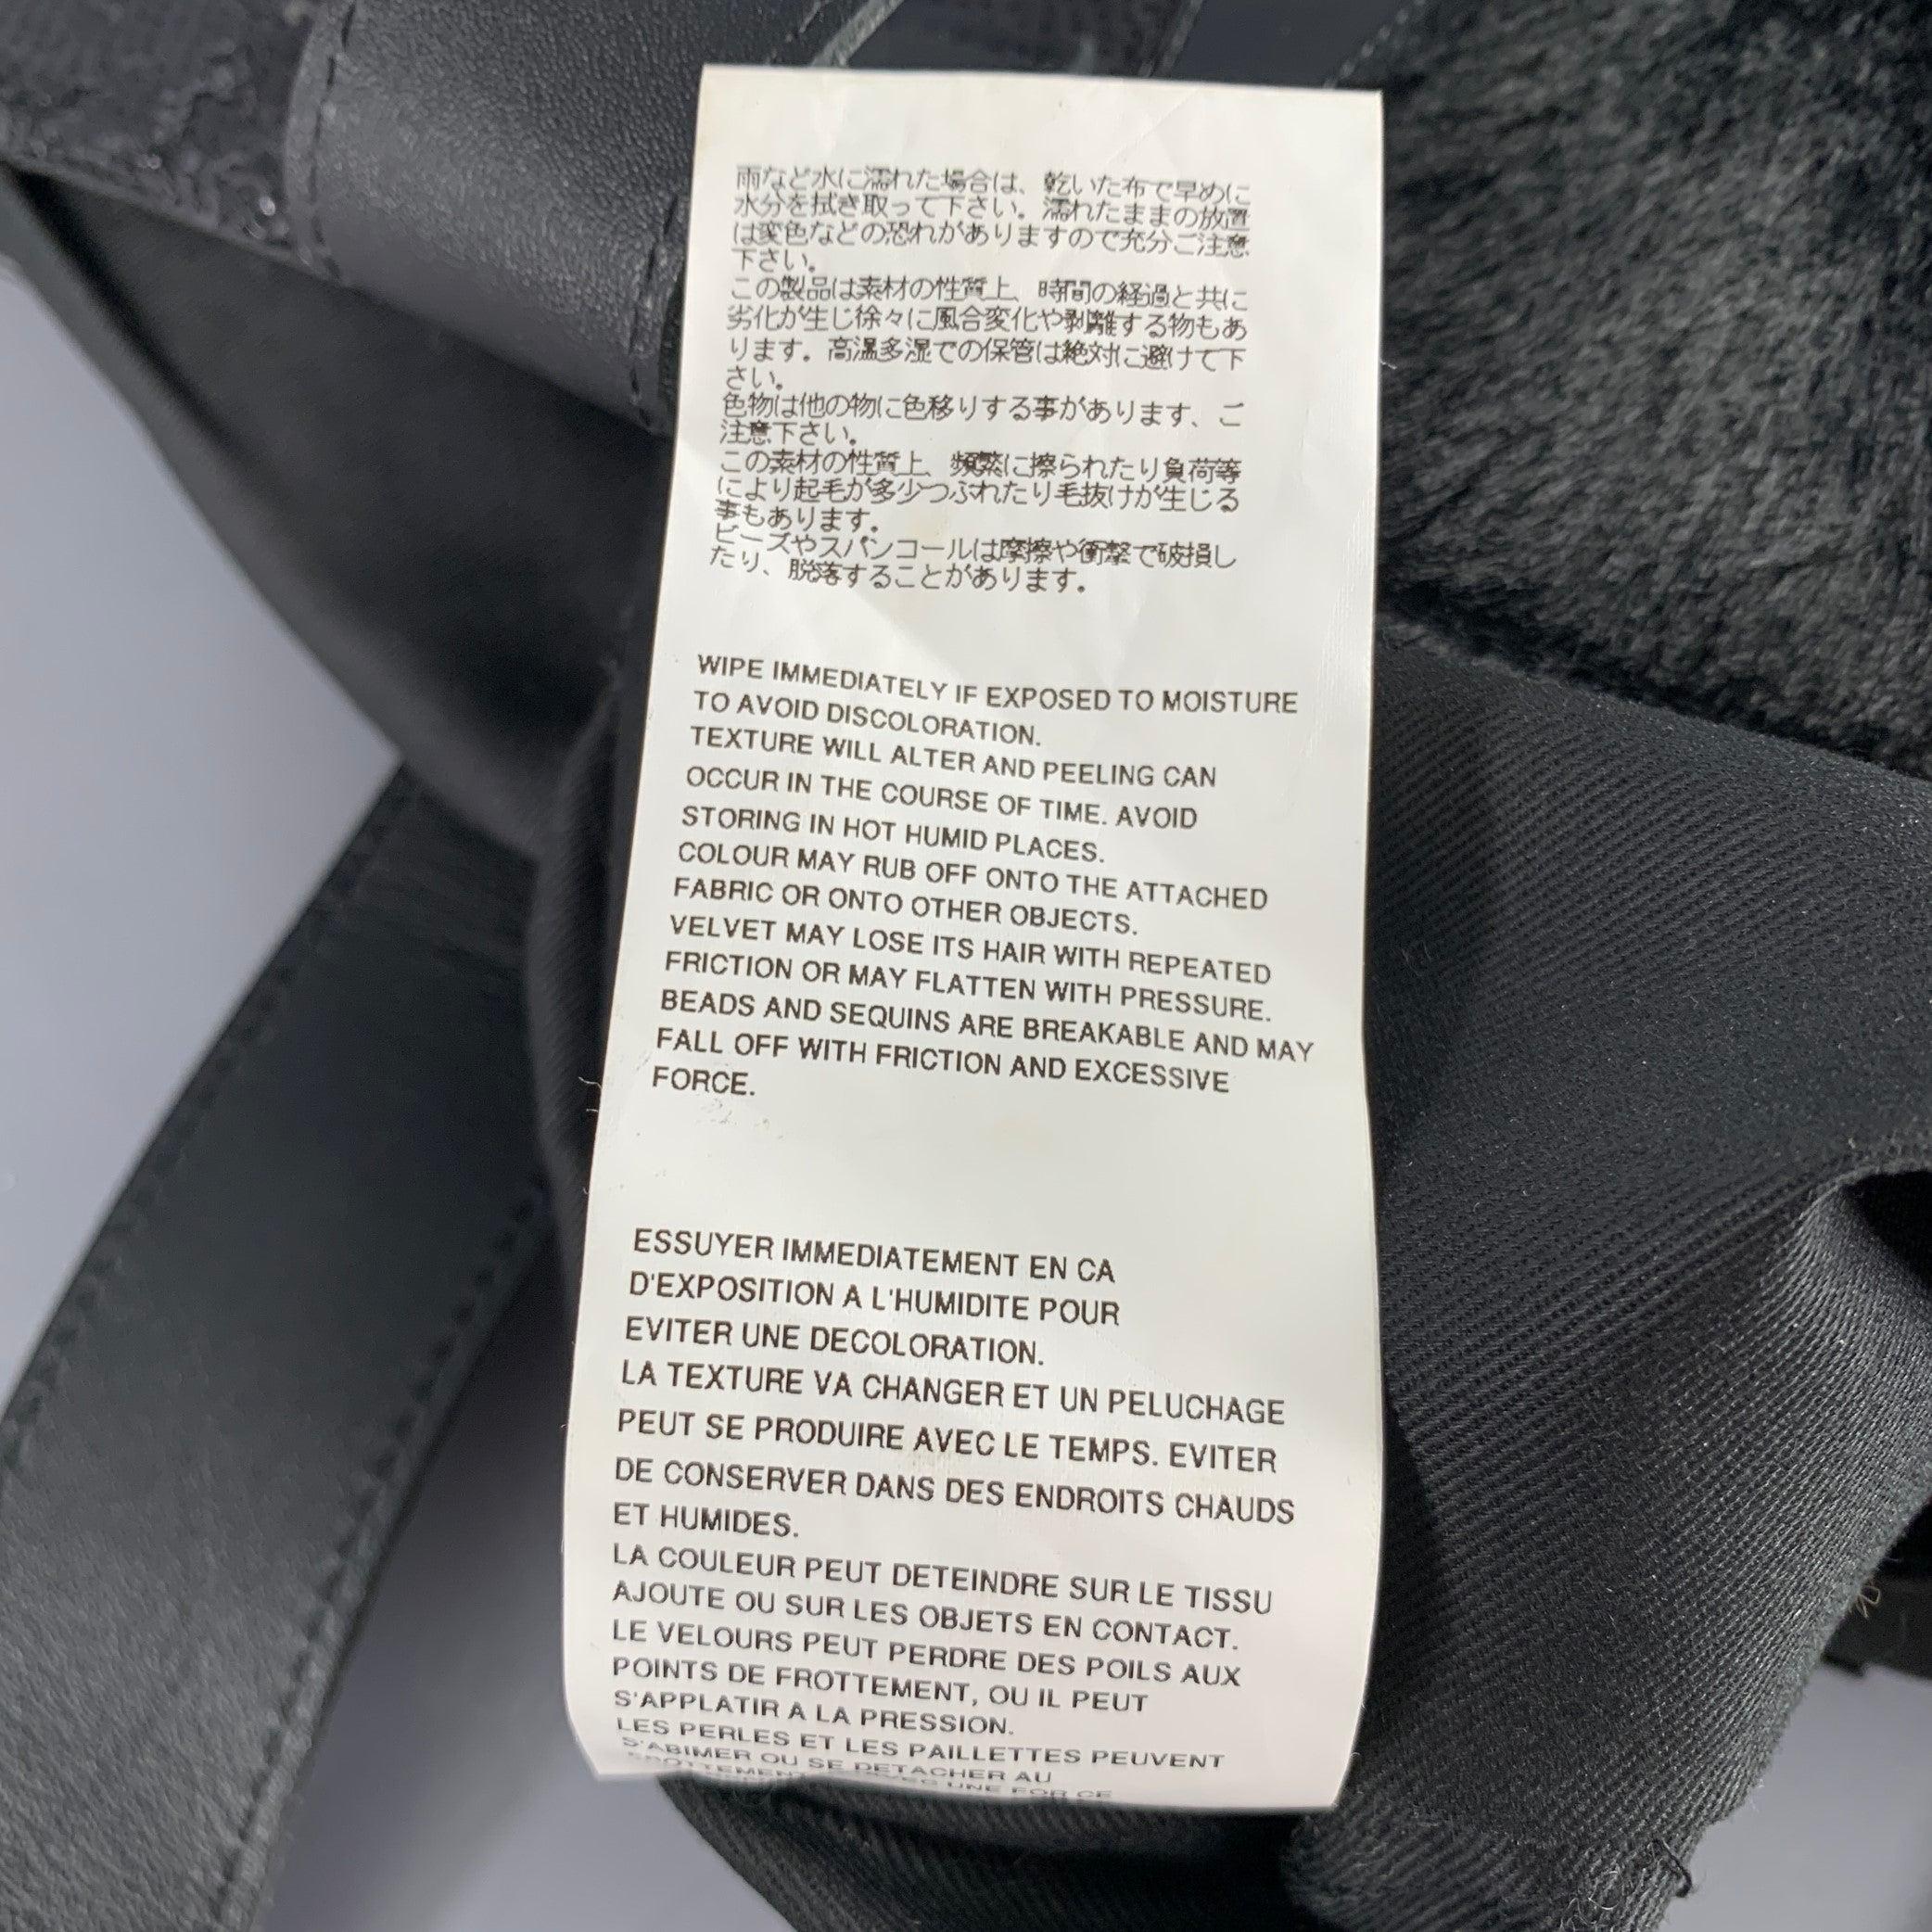 雨など水に濡れた場合は、乾いた布で早めに
水分を拭き取って下さい。濡れたままの放置
は変色などの恐れがありますので充分ご注意
下さい。
この製品は素材の性質上、時間の経過と共に
劣化が生じ徐々に風合変化や剥離する物もあ
ります。高温多湿での保管は絶対に避けて下
さい。
色物は他の物に色移りする事があります、ご
注意下さい。
この素材の性質上、頻繁に擦られたり負荷等
により起毛が多少つぶれたり毛抜けが生じる
事もあります。
ビーズやスパンコールは摩擦や衝撃で破損し
たり、脱落することがあります。
WIPE IMMEDIATELY IF EXPOSED TO MOISTURE
TO AVOID DISCOLORATION.
TEXTURE WILL ALTER AND PEELING CAN
OCCUR IN THE COURSE OF TIME. AVOID
STORING IN HOT HUMID PLACES.
COLOUR MAY RUB OFF ONTO THE ATTACHED
FABRIC OR ONTO OTHER OBJECTS.
VELVET MAY LOSE ITS HAIR WITH REPEATED
FRICTION OR MAY FLATTEN WITH PRESSURE.
BEADS AND SEQUINS ARE BREAKABLE AND MAY
FALL OFF WITH FRICTION AND EXCESSIVE
FORCE.
ESSUYER IMMEDIATEMENT EN CA
D'EXPOSITION A L'HUMIDITE POUR
EVITER UNE DECOLORATION.
LA TEXTURE VA CHANGER ET UN PELUCHAGE
PEUT SE PRODUIRE AVEC LE TEMPS. EVITER
DE CONSERVER DANS DES ENDROITS CHAUDS
ET HUMIDES.
LA COULEUR PEUT DETEINDRE SUR LE TISSU
AJOUTE OU SUR LES OBJETS EN CONTACT.
LE VELOURS PEUT PERDRE DES POILS AUX
POINTS DE FROTTEMENT, OU IL PEUT
S'APPLATIR A LA PRESSION.
LES PERLES ET LES PAILLETTES PEUVENT
S'ABIMER OU SE DETACHER AU
UNE FORCE